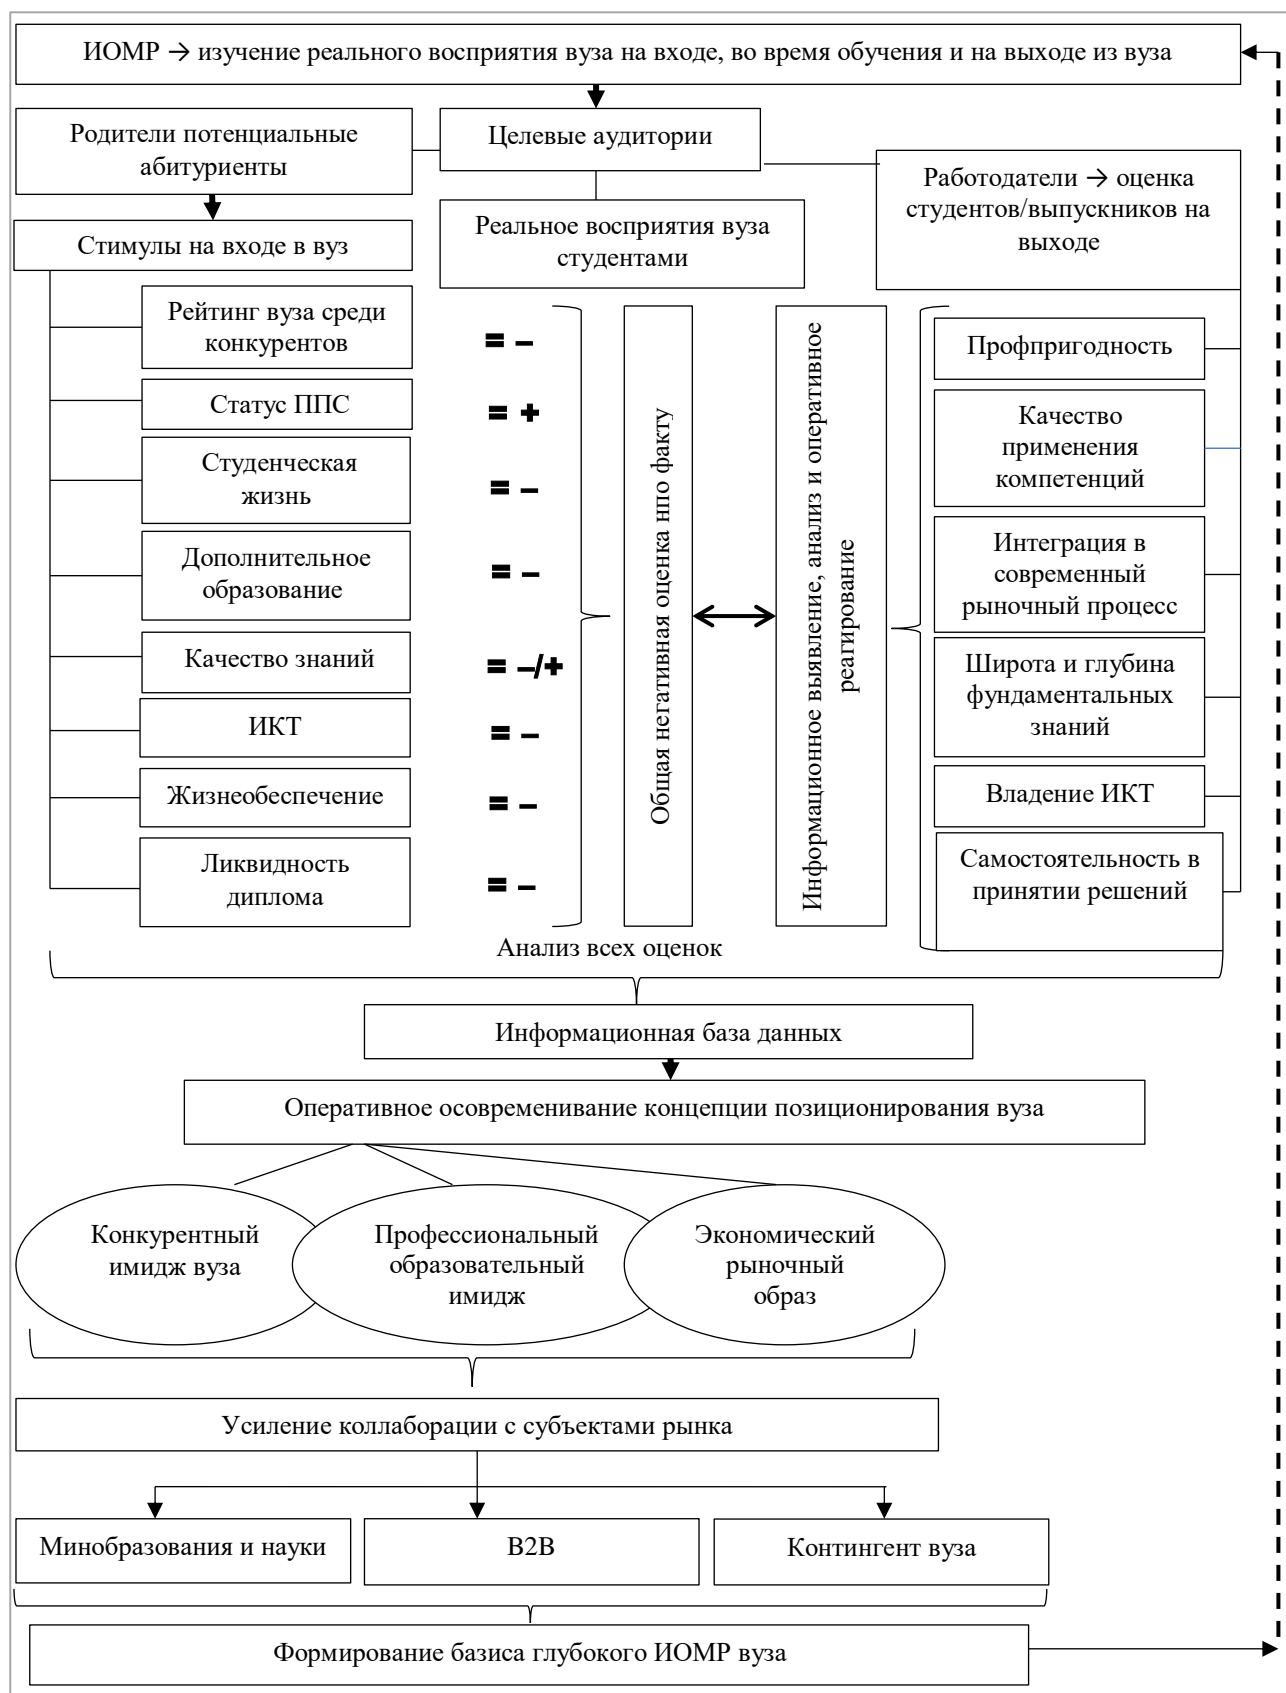 ИОМР → изучение реального восприятия вуза на входе, во время обучения и на выходе из вуза
Родители потенциальные
абитуриенты
Целевые аудитории
Работодатели → оценка
студентов/выпускников на
выходе
Стимулы на входе в вуз
Реальное восприятия вуза
студентами
Рейтинг вуза среди
конкурентов
= –
Статус ППС
= +
Студенческая
жизнь
= –
Дополнительное
образование
= –
Качество знаний
= –/+
ИКТ
= –
Жизнеобеспечение
= –
Ликвидность
диплома
= –
Общая негативная оценка нпо факту
Информационное выявление, анализ и оперативное
реагирование
Профпригодность
Качество
применения
компетенций
Интеграция в
современный
рыночный процесс
Широта и глубина
фундаментальных
знаний
Владение ИКТ
Самостоятельность в
принятии решений
Анализ всех оценок
Информационная база данных
Оперативное осовременивание концепции позиционирования вуза
Конкурентный
имидж вуза
Профессиональный
образовательный
имидж
Экономический
рыночный
образ
Усиление коллаборации с субъектами рынка
Минобразования и науки
B2B
Контингент вуза
Формирование базиса глубокого ИОМР вуза